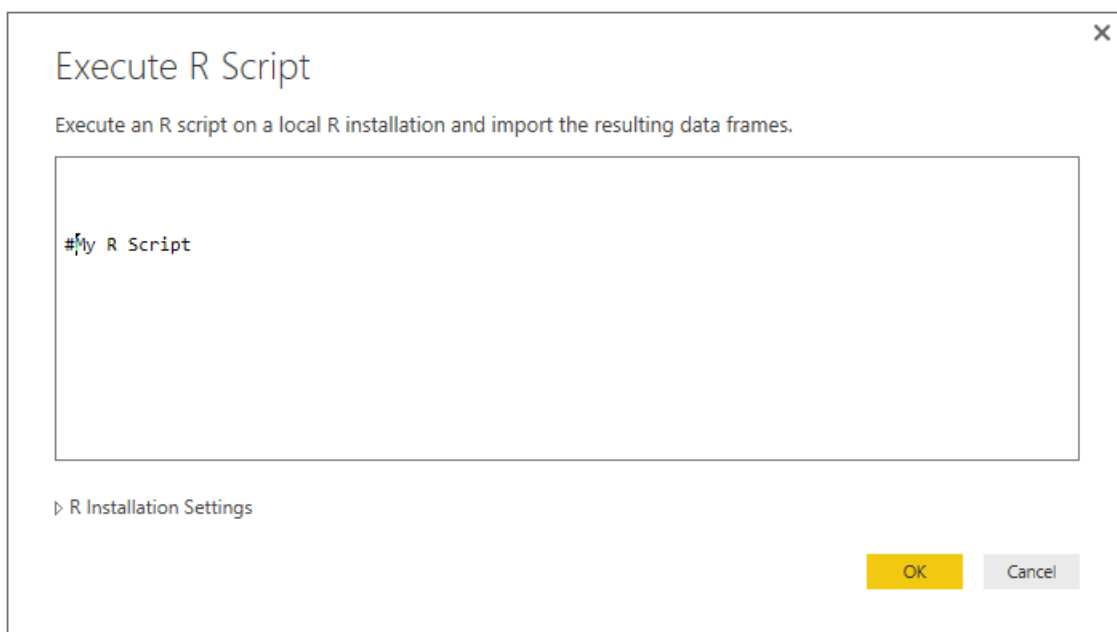 Execute R Script
Execute an R script on a local R installation and import the resulting data frames.
#My R Script
R Installation Settings
OK
Cancel